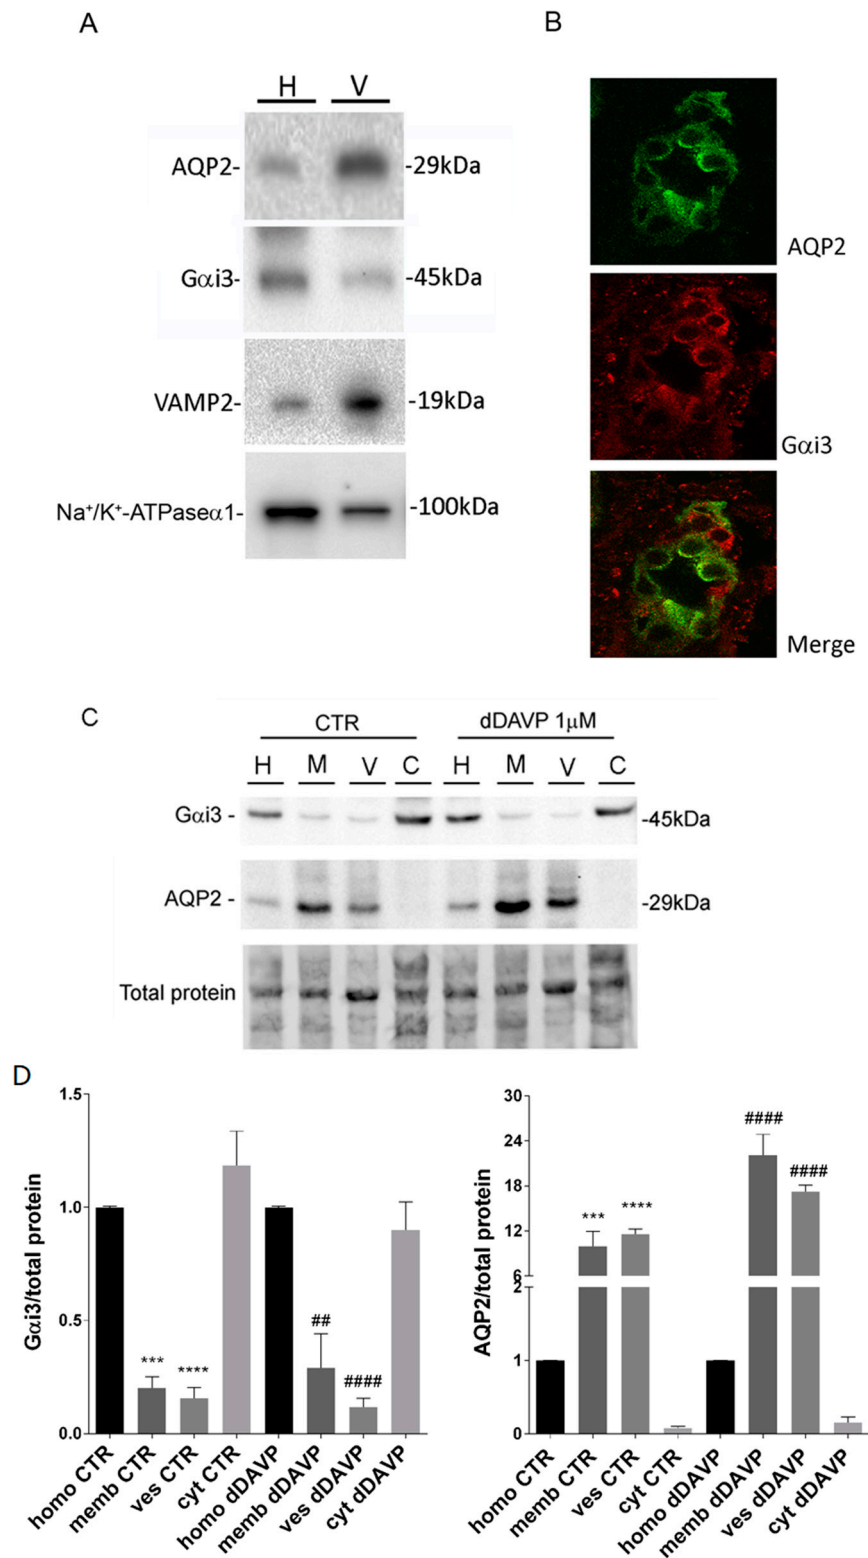 A
H V
AQP2- -29kDa
Gαi3- -45kDa
VAMP2- -19kDa
Na⁺/K⁺-ATPaseα1- -100kDa
B
AQP2
Gαi3
Merge
C
CTR dDAVP 1μM
H M V C H M V C
Gαi3 - -45kDa
AQP2 - -29kDa
Total protein
D
Gαi3/total protein
1.5
1.0
0.5
0.0
***
****
##
####
homo CTR
memb CTR
ves CTR
cyt CTR
homo dDAVP
memb dDAVP
ves dDAVP
cyt dDAVP
AQP2/total protein
30
24
18
12
6
2
1
0
***
****
####
####
homo CTR
memb CTR
ves CTR
cyt CTR
homo dDAVP
memb dDAVP
ves dDAVP
cyt dDAVP